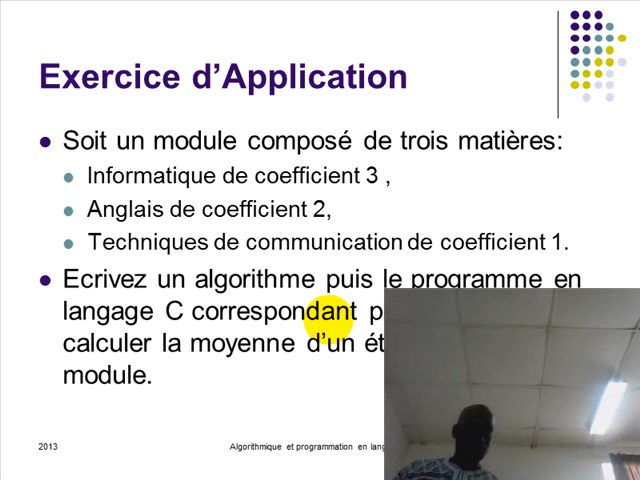 Exercice d’Application
Soit un module composé de trois matières:
Informatique de coefficient 3 ,
Anglais de coefficient 2,
Techniques de communication de coefficient 1.
Ecrivez un algorithme puis le programme en
langage C correspondant
calculer la moyenne d’un
module.
2013
Algorithmique et programmation en